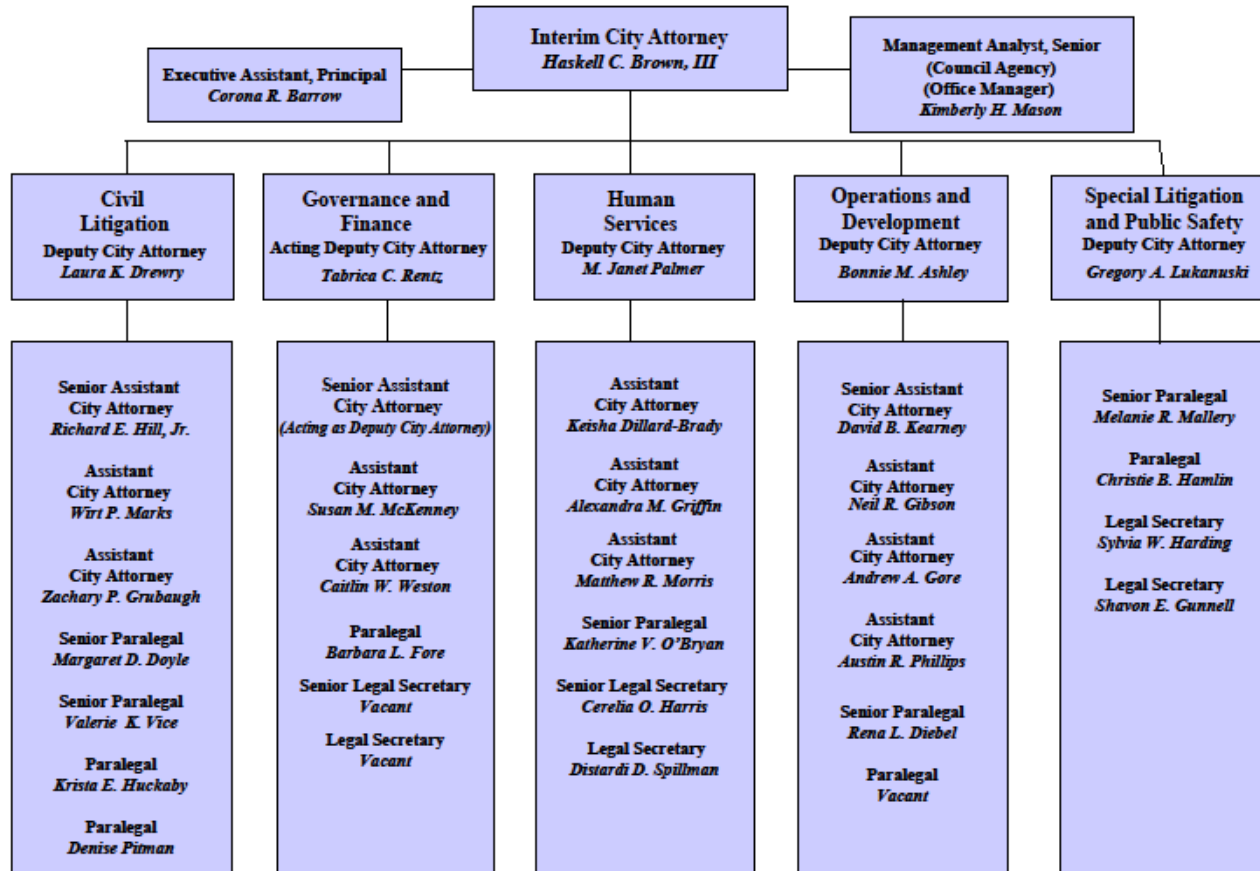 Interim City Attorney
Haskell C. Brown, III
Executive Assistant, Principal
Corona R. Barrow
Management Analyst, Senior
(Council Agency)
(Office Manager)
Kimberly H. Mason
Civil
Litigation
Deputy City Attorney
Laura K. Drewry
Governance and
Finance
Acting Deputy City Attorney
Tabrica C. Rentz
Human
Services
Deputy City Attorney
M. Janet Palmer
Operations and
Development
Deputy City Attorney
Bonnie M. Ashley
Special Litigation
and Public Safety
Deputy City Attorney
Gregory A. Lukanuski
Senior Assistant
City Attorney
Richard E. Hill, Jr.
Assistant
City Attorney
Wirt P. Marks
Assistant
City Attorney
Zachary P. Grubaugh
Senior Paralegal
Margaret D. Doyle
Senior Paralegal
Valerie K. Vice
Paralegal
Krista E. Huckaby
Paralegal
Denise Pitman
Senior Assistant
City Attorney
(Acting as Deputy City Attorney)
Assistant
City Attorney
Susan M. McKenney
Assistant
City Attorney
Caitlin W. Weston
Paralegal
Barbara L. Fore
Senior Legal Secretary
Vacant
Legal Secretary
Vacant
Assistant
City Attorney
Keisha Dillard-Brady
Assistant
City Attorney
Alexandra M. Griffin
Assistant
City Attorney
Matthew R. Morris
Senior Paralegal
Katherine V. O'Bryan
Senior Legal Secretary
Cerelia O. Harris
Legal Secretary
Distardi D. Spillman
Senior Assistant
City Attorney
David B. Kearney
Assistant
City Attorney
Neil R. Gibson
Assistant
City Attorney
Andrew A. Gore
Assistant
City Attorney
Austin R. Phillips
Senior Paralegal
Rena L. Diebel
Paralegal
Vacant
Senior Paralegal
Melanie R. Mallery
Paralegal
Christie B. Hamlin
Legal Secretary
Sylvia W. Harding
Legal Secretary
Shavon E. Gunnell